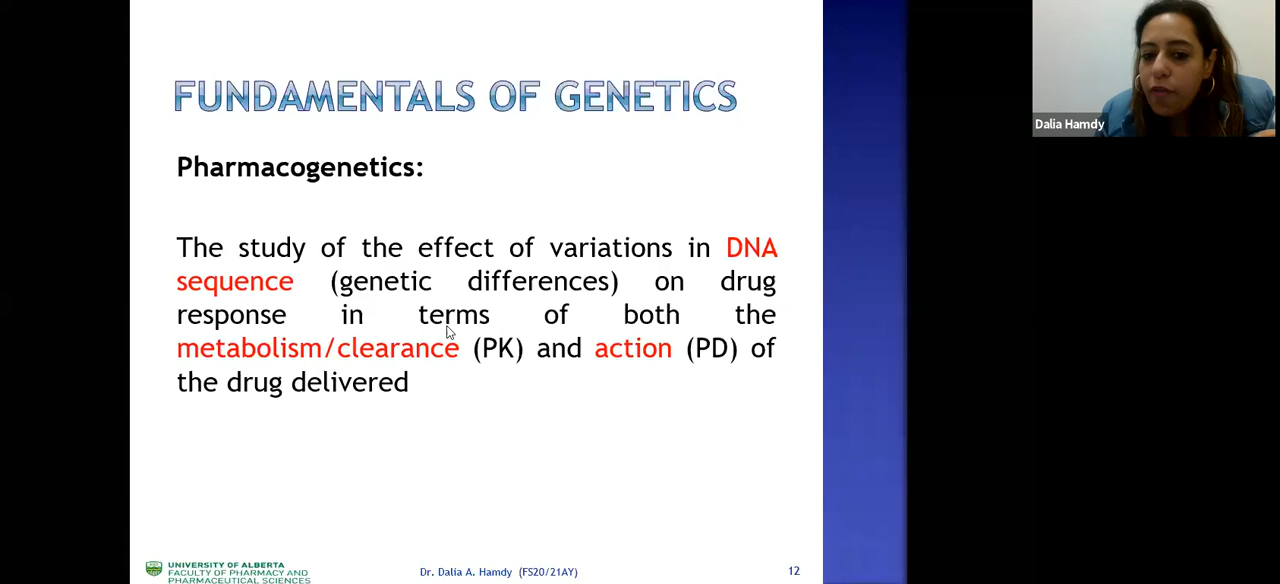 FUNDAMENTALS OF GENETICS
Dalia Hamdy
Pharmacogenetics:
The study of the effect of variations in DNA
sequence (genetic differences) on drug
response in terms of both the
metabolism/clearance (PK) and action (PD) of
the drug delivered
UNIVERSITY OF ALBERTA
FACULTY OF PHARMACY AND
PHARMACEUTICAL SCIENCES
Dr. Dalia A. Hamdy (FS20/21AY)
12